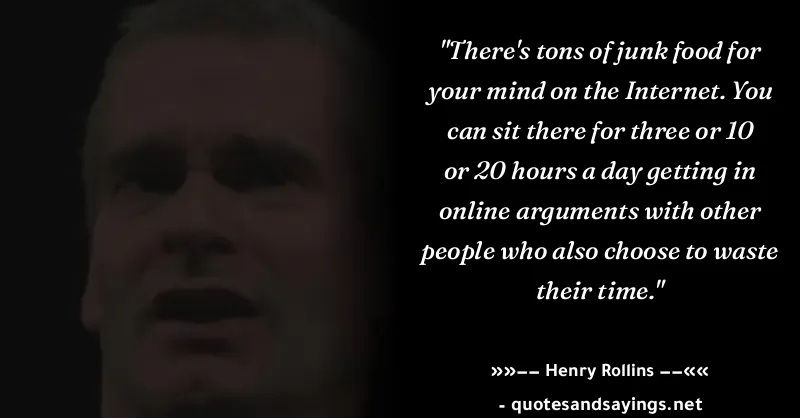 "There's tons of junk food for
your mind on the Internet. You
can sit there for three or 10
or 20 hours a day getting in
online arguments with other
people who also choose to waste
their time."
»»–– Henry Rollins ––««
- quotesandsayings.net